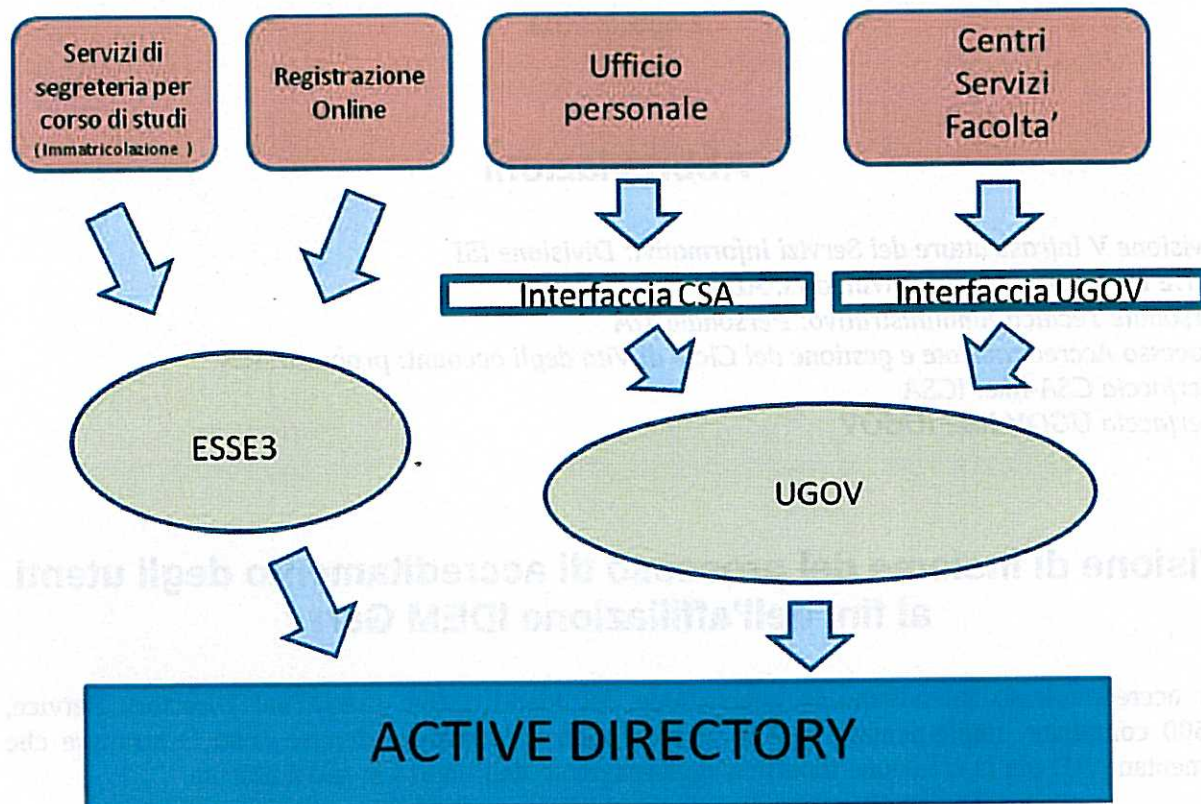 Servizi di
segreteria per
corso di studi
(Immatricolazione )
Registrazione
Online
Ufficio
personale
Centri
Servizi
Facolta'
Interfaccia CSA
Interfaccia UGOV
ESSE3
UGOV
ACTIVE DIRECTORY